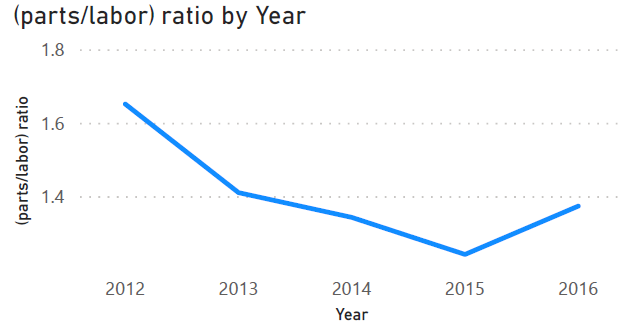 (parts/labor) ratio by Year
1.8
1.6
1.4
(parts/labor) ratio
2012 2013 2014 2015 2016
Year